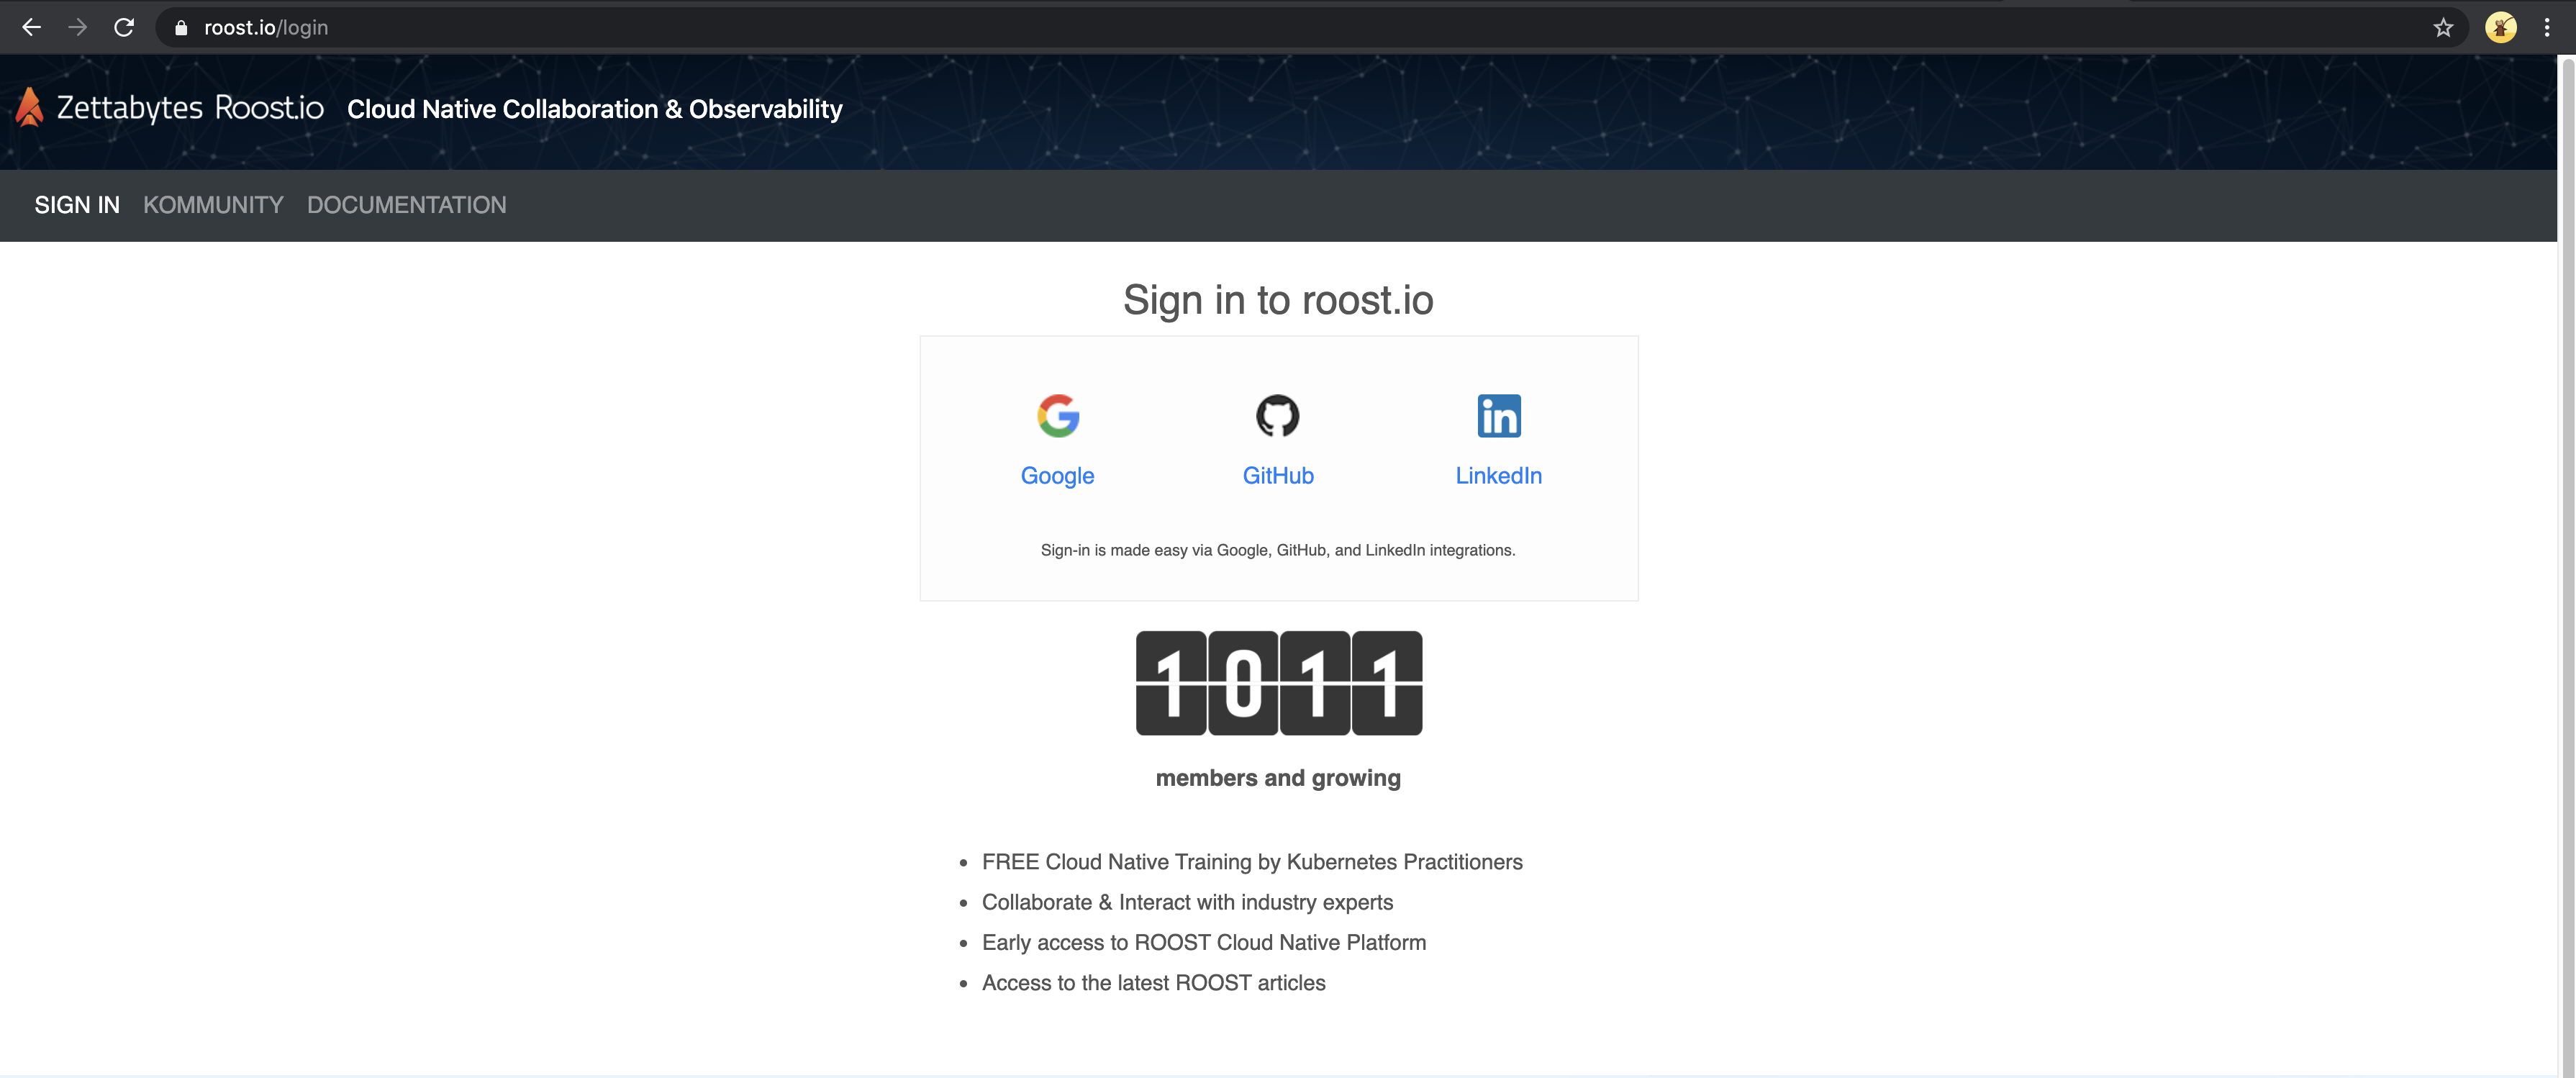 roost.io/login
Zettabytes Roost.io Cloud Native Collaboration & Observability
SIGN IN KOMMUNITY DOCUMENTATION
Sign in to roost.io
Google GitHub LinkedIn
Sign-in is made easy via Google, GitHub, and LinkedIn integrations.
1011
members and growing
• FREE Cloud Native Training by Kubernetes Practitioners
• Collaborate & Interact with industry experts
• Early access to ROOST Cloud Native Platform
• Access to the latest ROOST articles